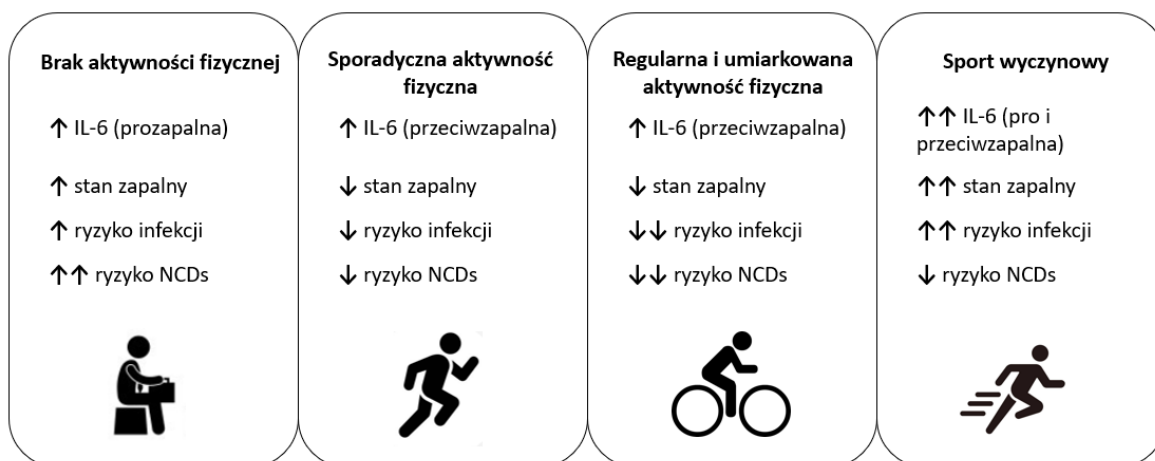 Brak aktywności fizycznej
↑ IL-6 (prozapalna)
↑ stan zapalny
↑ ryzyko infekcji
↑↑ ryzyko NCDs
Sporadyczna aktywność
fizyczna
↑ IL-6 (przeciwzapalna)
↓ stan zapalny
↓ ryzyko infekcji
↓ ryzyko NCDs
Regularna i umiarkowana
aktywność fizyczna
↑ IL-6 (przeciwzapalna)
↓ stan zapalny
↓↓ ryzyko infekcji
↓↓ ryzyko NCDs
Sport wyczynowy
↑↑ IL-6 (pro i
przeciwzapalna)
↑↑ stan zapalny
↑↑ ryzyko infekcji
↓ ryzyko NCDs